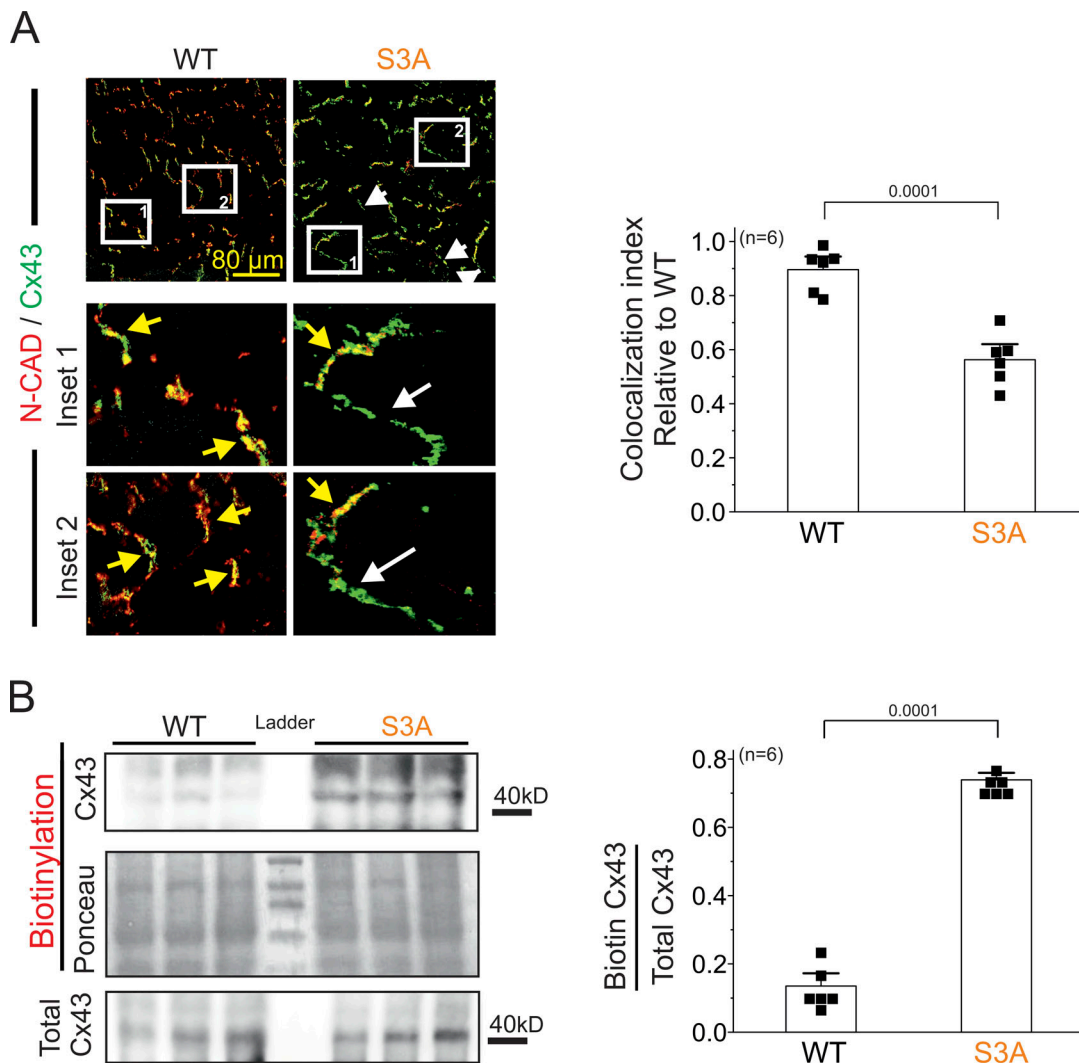 A
WT
S3A
N-CAD / Cx43
1
2
80 µm
2
1
Inset 1
Inset 2
0.0001
(n=6)
Colocalization index
Relative to WT
1.0
0.8
0.6
0.4
0.2
0.0
WT
S3A
B
WT
Ladder
S3A
Biotinylation
Cx43
40kD
Ponceau
Total
Cx43
40kD
0.0001
(n=6)
Biotin Cx43
Total Cx43
0.8
0.6
0.4
0.2
0.0
WT
S3A